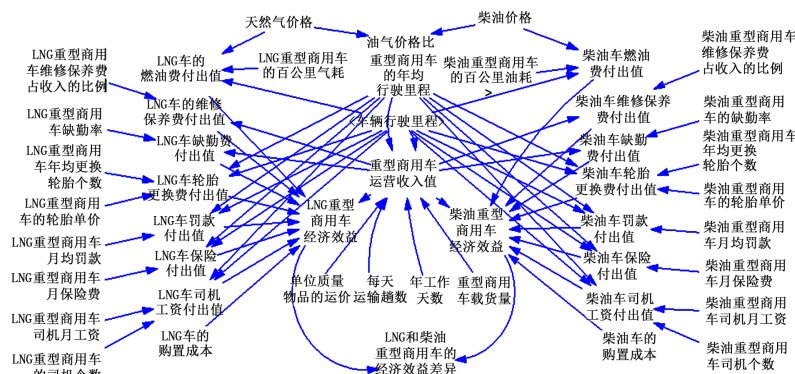 天然气价格
柴油价格
油气价格比
LNG重型商用
车维修保养费
占收入的比例
LNG车的
燃油费付出值
LNG重型商用车
的百公里气耗
重型商用车
的年均
行驶里程
柴油重型商用车
的百公里油耗
>
柴油车燃油
费付出值
柴油重型商用车
维修保养费
占收入的比例
LNG重型商用
车缺勤率
LNG车的维修
保养费付出值
<车辆行驶里程>
柴油车维修保养
费付出值
柴油重型商用车
的缺勤率
LNG重型商用
车年均更换
轮胎个数
LNG车缺勤费
付出值
重型商用车
运营收入值
柴油车缺勤
费付出值
柴油重型商用车
年均更换
轮胎个数
LNG车轮胎
更换费付出值
柴油车轮胎
更换费付出值
LNG重型商用
车的轮胎单价
LNG重型
商用车
经济效益
柴油重型
商用车
经济效益
柴油重型商用
车的轮胎单价
LNG重型商用车
月均罚款
LNG车罚款
付出值
柴油车罚款
付出值
柴油重型商用
车月均罚款
LNG重型商用车
月保险费
LNG车保险
付出值
柴油车保险
付出值
柴油重型商用
车月保险费
单位质量
物品的运价
每天
运输趟数
年工作
天数
重型商用
车载货量
LNG重型商用车
司机月工资
LNG车司机
工资付出值
柴油车司机
工资付出值
柴油重型商用
车司机月工资
LNG重型商用车
的司机个数
LNG车的
购置成本
LNG和柴油
重型商用车的
经济效益差异
柴油车的
购置成本
柴油重型商用
车司机个数